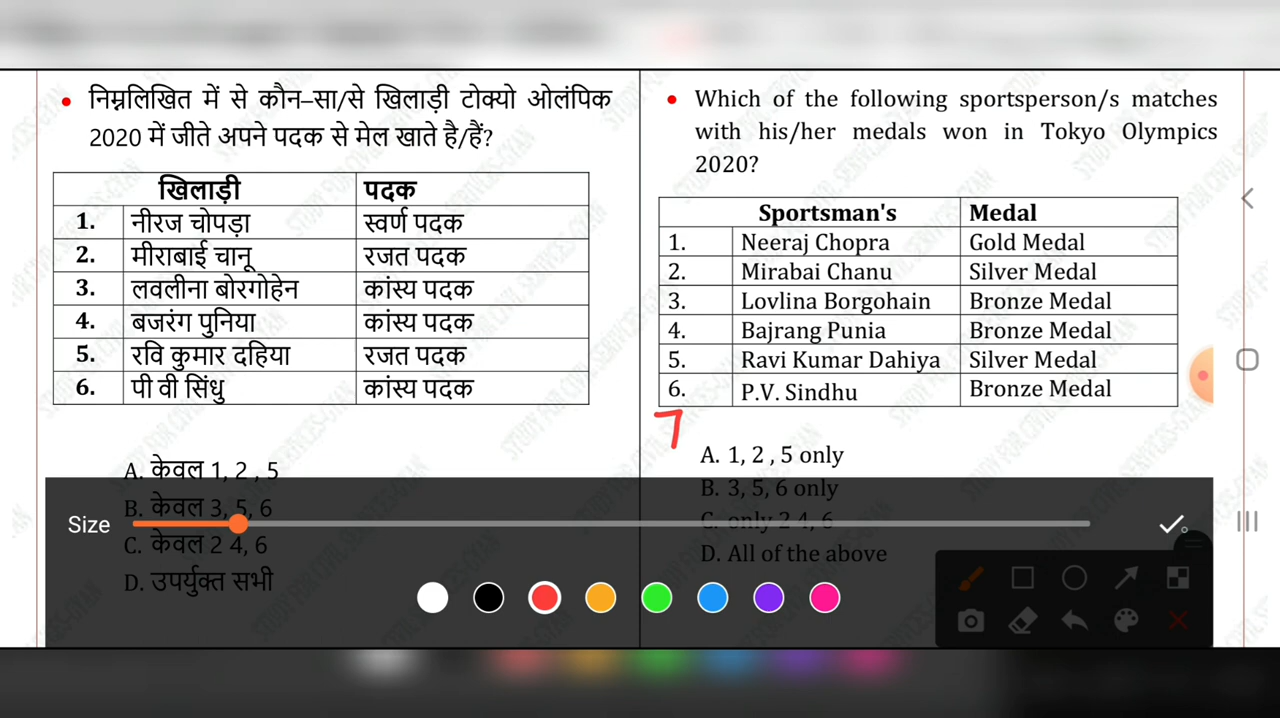 • निम्नलिखित में से कौन–सा/से खिलाड़ी टोक्यो ओलंपिक
2020 में जीते अपने पदक से मेल खाते है/हैं?
खिलाड़ी पदक
1. नीरज चोपड़ा स्वर्ण पदक
2. मीराबाई चानू रजत पदक
3. लवलीना बोरगोहेन कांस्य पदक
4. बजरंग पुनिया कांस्य पदक
5. रवि कुमार दहिया रजत पदक
6. पी वी सिंधु कांस्य पदक
A. केवल 1, 2 , 5
B. केवल 3, 5, 6
C. केवल 2 4, 6
D. उपर्युक्त सभी
• Which of the following sportsperson/s matches
with his/her medals won in Tokyo Olympics
2020?
Sportsman's Medal
1. Neeraj Chopra Gold Medal
2. Mirabai Chanu Silver Medal
3. Lovlina Borgohain Bronze Medal
4. Bajrang Punia Bronze Medal
5. Ravi Kumar Dahiya Silver Medal
6. P.V. Sindhu Bronze Medal
7
A. 1, 2 , 5 only
B. 3, 5, 6 only
C. only 2 4, 6
D. All of the above
Size